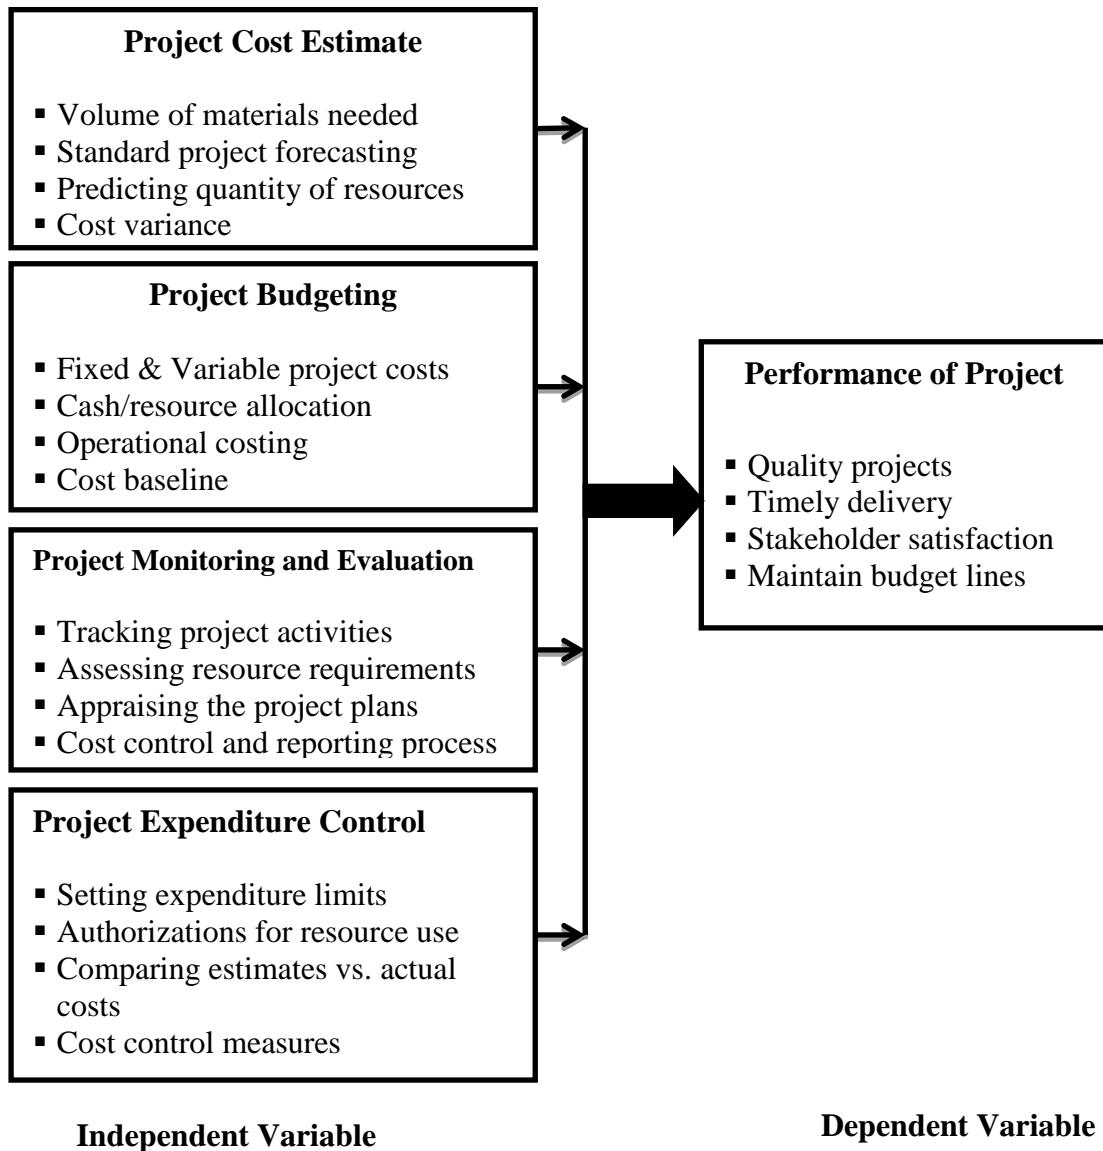 Project Cost Estimate
▪ Volume of materials needed
▪ Standard project forecasting
▪ Predicting quantity of resources
▪ Cost variance
Project Budgeting
▪ Fixed & Variable project costs
▪ Cash/resource allocation
▪ Operational costing
▪ Cost baseline
Project Monitoring and Evaluation
▪ Tracking project activities
▪ Assessing resource requirements
▪ Appraising the project plans
▪ Cost control and reporting process
Project Expenditure Control
▪ Setting expenditure limits
▪ Authorizations for resource use
▪ Comparing estimates vs. actual
costs
▪ Cost control measures
Independent Variable
Performance of Project
▪ Quality projects
▪ Timely delivery
▪ Stakeholder satisfaction
▪ Maintain budget lines
Dependent Variable